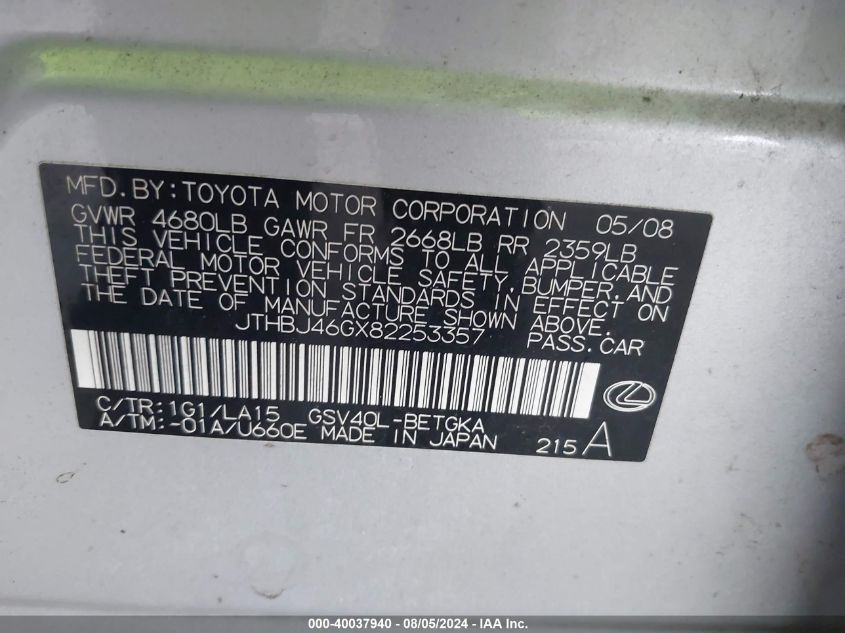 MFD. BY: TOYOTA MOTOR CORPORATION 05/08
GVWR 4680LB GAWR FR 2668LB RR 2359LB
THIS VEHICLE CONFORMS TO ALL APPLICABLE
FEDERAL MOTOR VEHICLE SAFETY, BUMPER, AND
THEFT PREVENTION STANDARDS IN EFFECT ON
THE DATE OF MANUFACTURE SHOWN ABOVE.
JTHBJ46GX82253357 PASS. CAR
C/TR: 1G1/LA15 GSV40L-BETGKA
A/TM: -01A/U660E MADE IN JAPAN 215 A
000-40037940 - 08/05/2024 - IAA Inc.